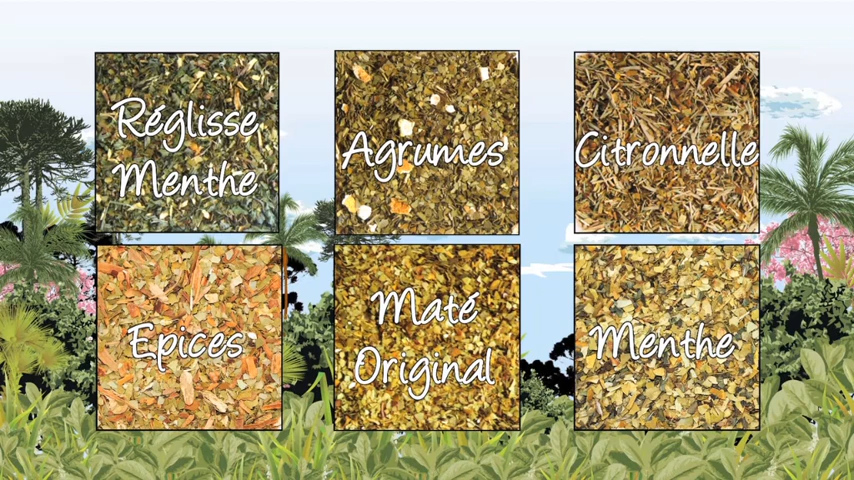 Réglisse
Menthe
Agrumes
Citronnelle
Epices
Maté
Original
Menthe